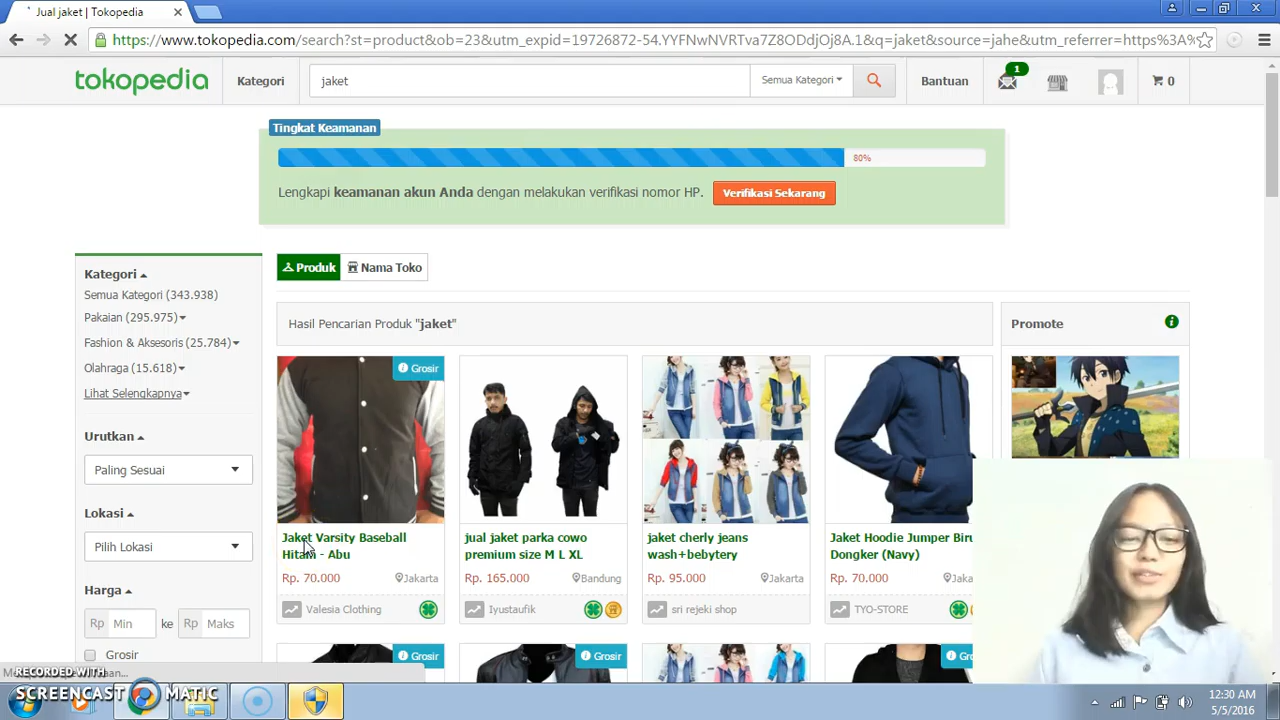 Jual jaket | Tokopedia
https://www.tokopedia.com/search?st=product&ob=23&utm_expid=19726872-54.YYFNwNVRTva7Z8ODdjOj8A.1&q=jaket&source=jahe&utm_referrer=https%3A%
tokopedia
Kategori
jaket
Semua Kategori
Bantuan
1
0
Tingkat Keamanan
80%
Lengkapi keamanan akun Anda dengan melakukan verifikasi nomor HP.
Verifikasi Sekarang
Kategori
Semua Kategori (343.938)
Pakaian (295.975)
Fashion & Aksesoris (25.784)
Olahraga (15.618)
Lihat Selengkapnya
Urutkan
Paling Sesuai
Lokasi
Pilih Lokasi
Harga
Rp Min ke Rp Maks
Grosir
Produk
Nama Toko
Hasil Pencarian Produk "jaket"
Promote
Grosir
Jaket Varsity Baseball
Hitam - Abu
Rp. 70.000
Jakarta
Valesia Clothing
jual jaket parka cowo
premium size M L XL
Rp. 165.000
Bandung
Iyustaufik
jaket cherly jeans
wash+bebytery
Rp. 95.000
Jakarta
sri rejeki shop
Jaket Hoodie Jumper Biru
Dongker (Navy)
Rp. 70.000
TYO-STORE
Grosir
Grosir
RECORDED WITH
SCREENCAST MATIC
12:30 AM
5/5/2016